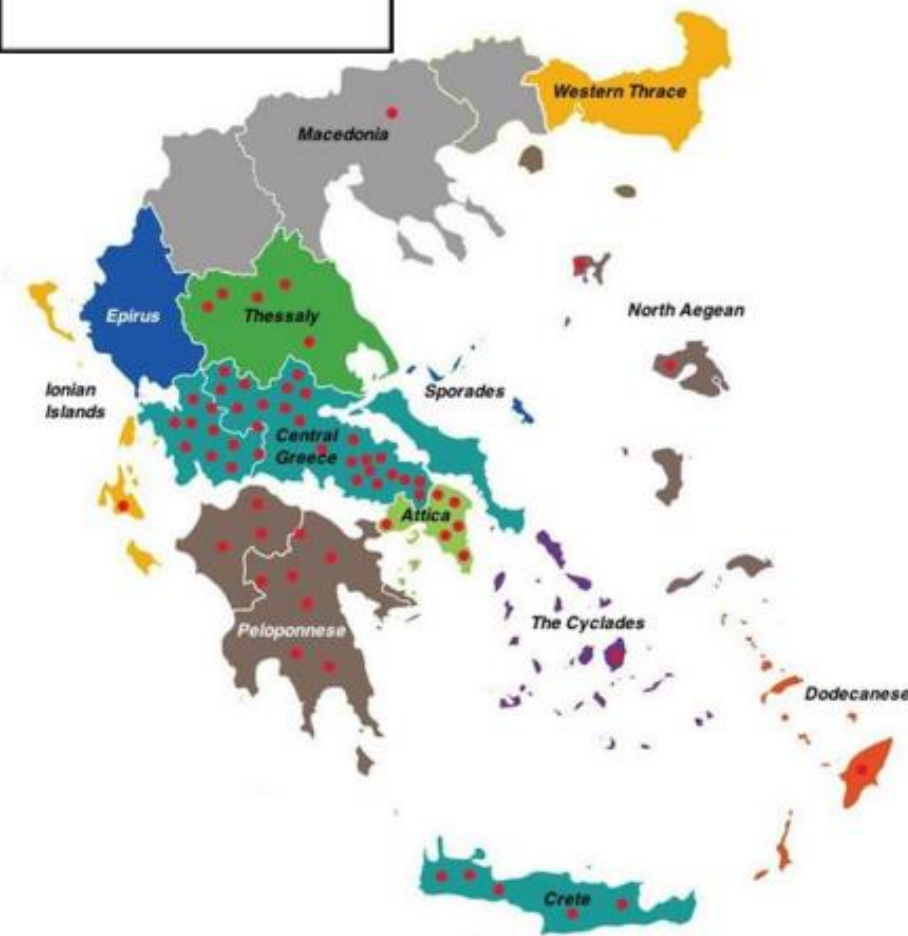 Western Thrace
Macedonia
North Aegean
Epirus
Thessaly
Ionian
Islands
Sporades
Central
Greece
Attica
The Cyclades
Peloponnese
Dodecanese
Crete